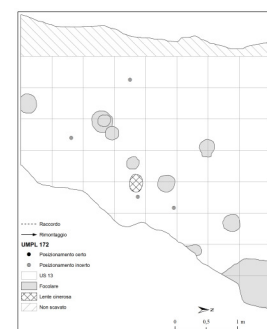 Raccordo
Rimontaggio
UMPL 172
Posizionamento certo
Posizionamento incerto
US 13
Focolare
Lente cinerosa
Non scavato
N
0 0,5 1 m